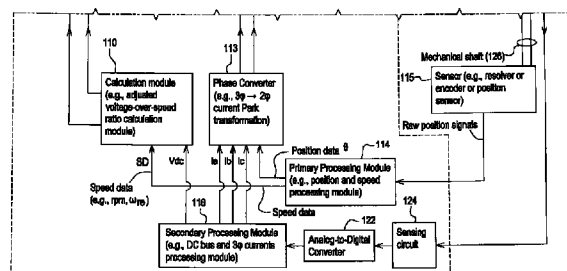 110
113
Mechanical shaft (126)
115
Calculation module
(e.g., adjusted
voltage-over-speed
ratio calculation
module)
Phase Converter
(e.g., 3φ → 2φ
current Park
transformation)
Sensor (e.g., resolver or
encoder or position
sensor)
Raw position signals
Position data θ
114
SD
Vdc
Ia
Ib
Ic
Primary Processing Module
(e.g., position and speed
processing module)
Speed data
(e.g., rpm, ωre)
Speed data
116
122
124
Secondary Processing Module
(e.g., DC bus and 3φ currents
processing module)
Analog-to-Digital
Converter
Sensing
circuit